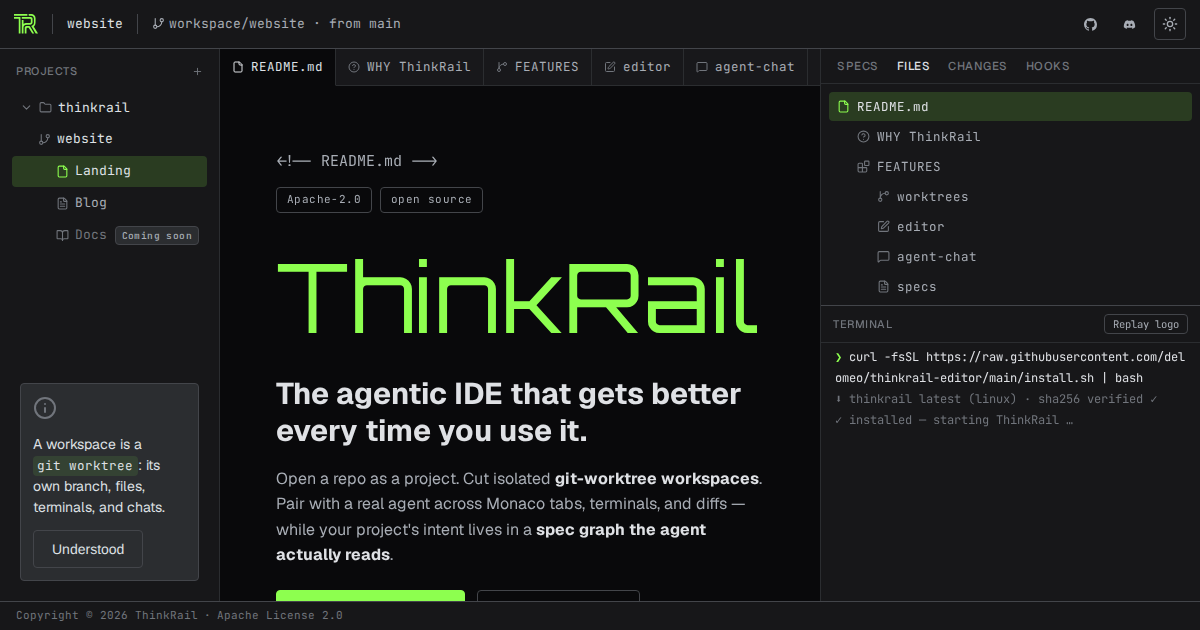 website
workspace/website · from main
PROJECTS
thinkrail
website
Landing
Blog
Docs
Coming soon
A workspace is a
git worktree: its
own branch, files,
terminals, and chats.
Understood
README.md
WHY ThinkRail
FEATURES
editor
agent-chat
<!-- README.md -->
Apache-2.0
open source
ThinkRail
The agentic IDE that gets better
every time you use it.
Open a repo as a project. Cut isolated git-worktree workspaces.
Pair with a real agent across Monaco tabs, terminals, and diffs —
while your project's intent lives in a spec graph the agent
actually reads.
SPECS
FILES
CHANGES
HOOKS
README.md
WHY ThinkRail
FEATURES
worktrees
editor
agent-chat
specs
TERMINAL
Replay logo
❯ curl -fsSL https://raw.githubusercontent.com/del
omeo/thinkrail-editor/main/install.sh | bash
⬇ thinkrail latest (linux) · sha256 verified ✓
✓ installed — starting ThinkRail …
Copyright © 2026 ThinkRail · Apache License 2.0